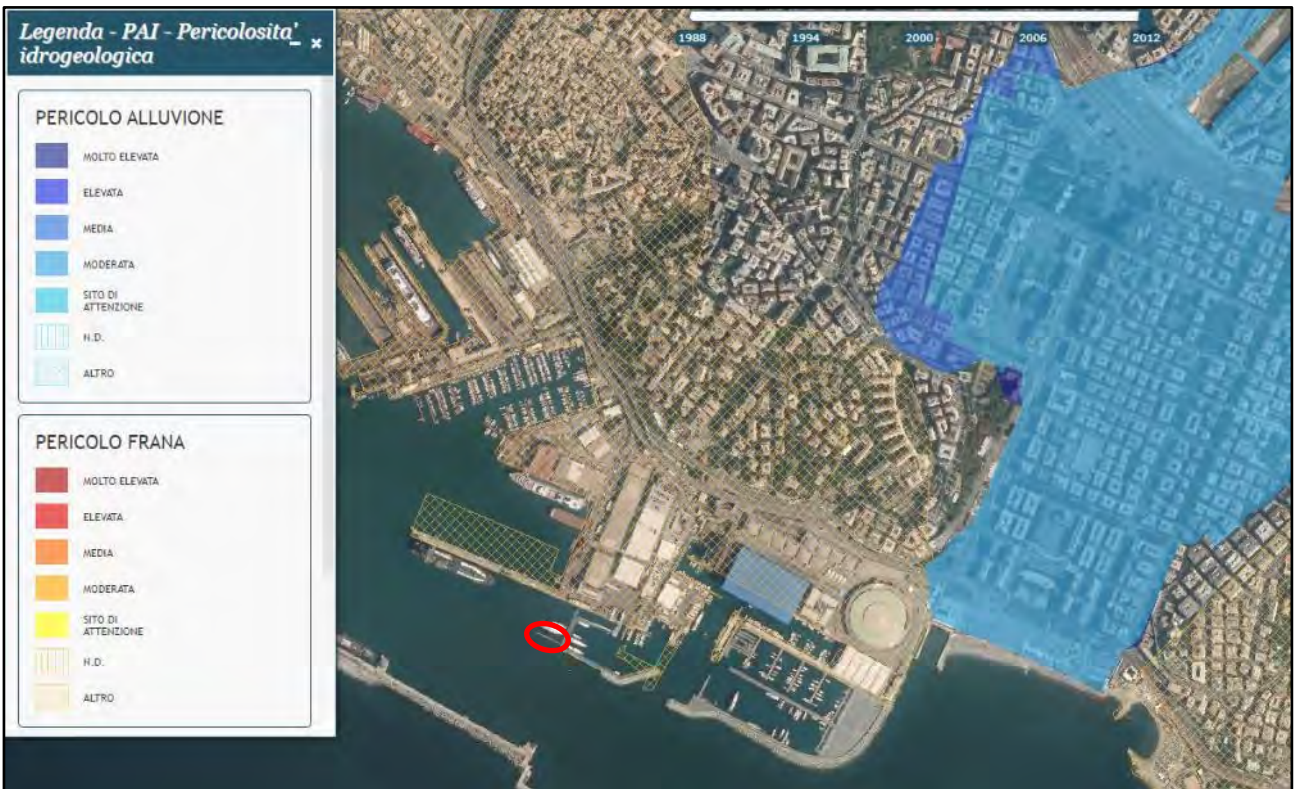 Legenda - PAI - Pericolosita'
idrogeologica
– ×
1988 1994 2000 2006 2012
PERICOLO ALLUVIONE
MOLTO ELEVATA
ELEVATA
MEDIA
MODERATA
SITO DI
ATTENZIONE
N.D.
ALTRO
PERICOLO FRANA
MOLTO ELEVATA
ELEVATA
MEDIA
MODERATA
SITO DI
ATTENZIONE
N.D.
ALTRO